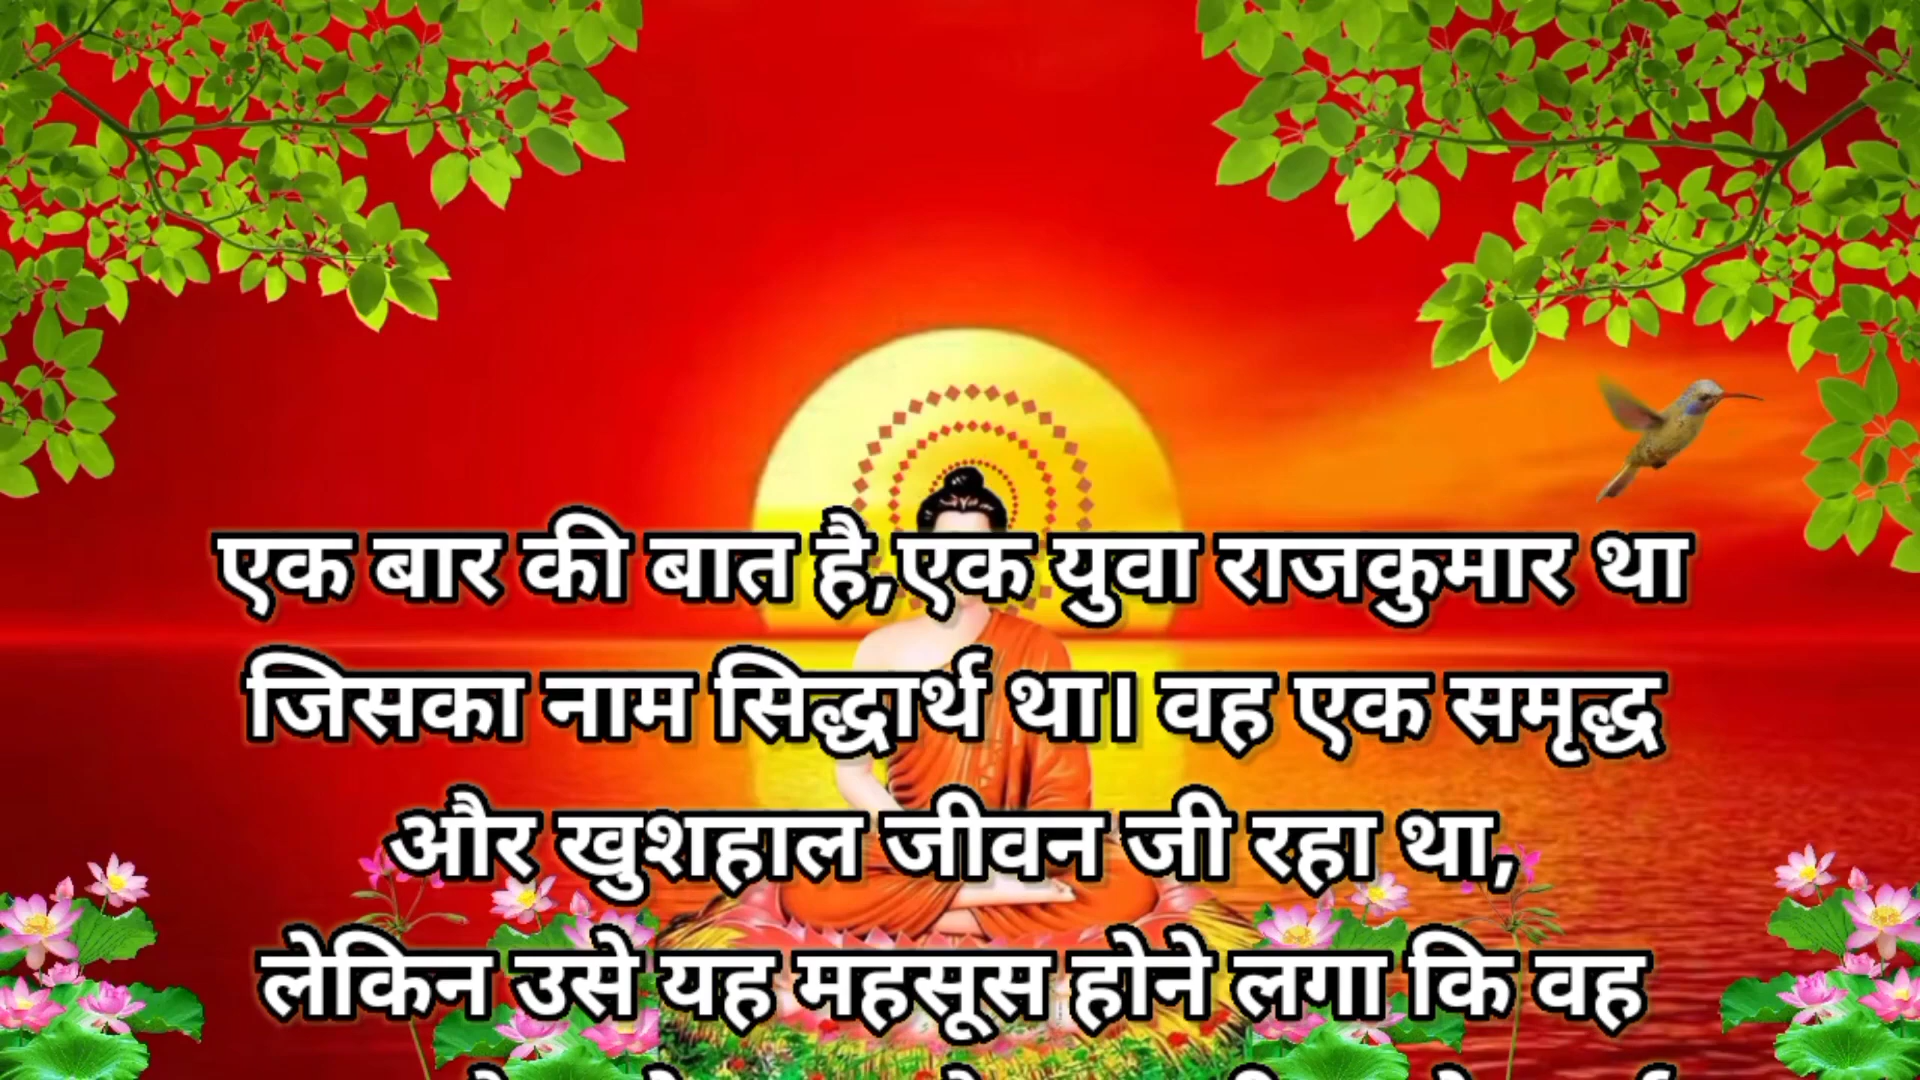 एक बार की बात है,एक युवा राजकुमार था
जिसका नाम सिद्धार्थ था। वह एक समृद्ध
और खुशहाल जीवन जी रहा था,
लेकिन उसे यह महसूस होने लगा कि वह